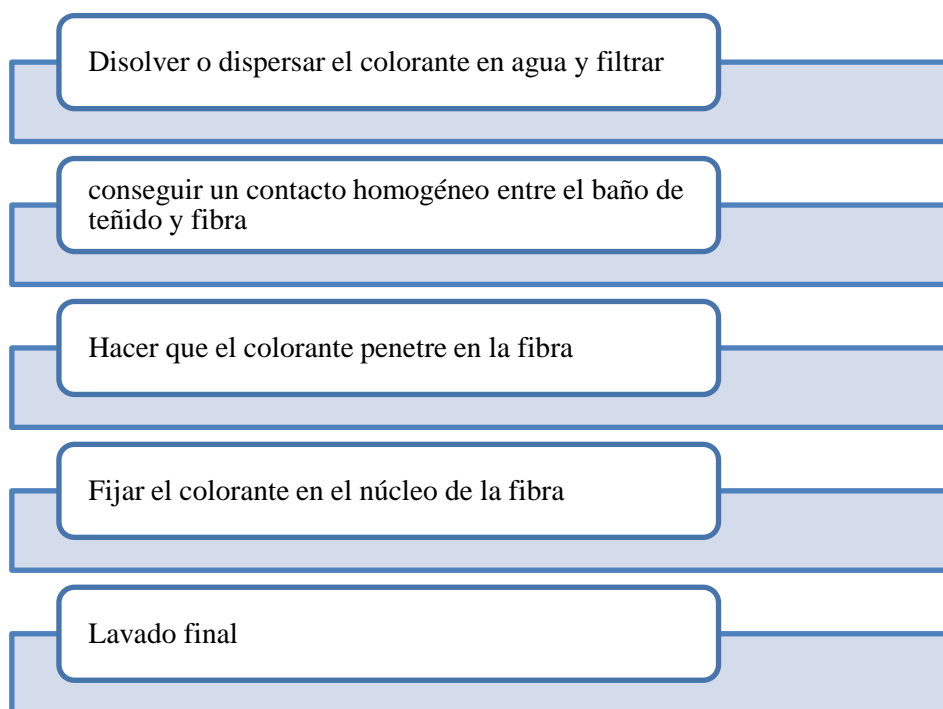 Disolver o dispersar el colorante en agua y filtrar
conseguir un contacto homogéneo entre el baño de
teñido y fibra
Hacer que el colorante penetre en la fibra
Fijar el colorante en el núcleo de la fibra
Lavado final